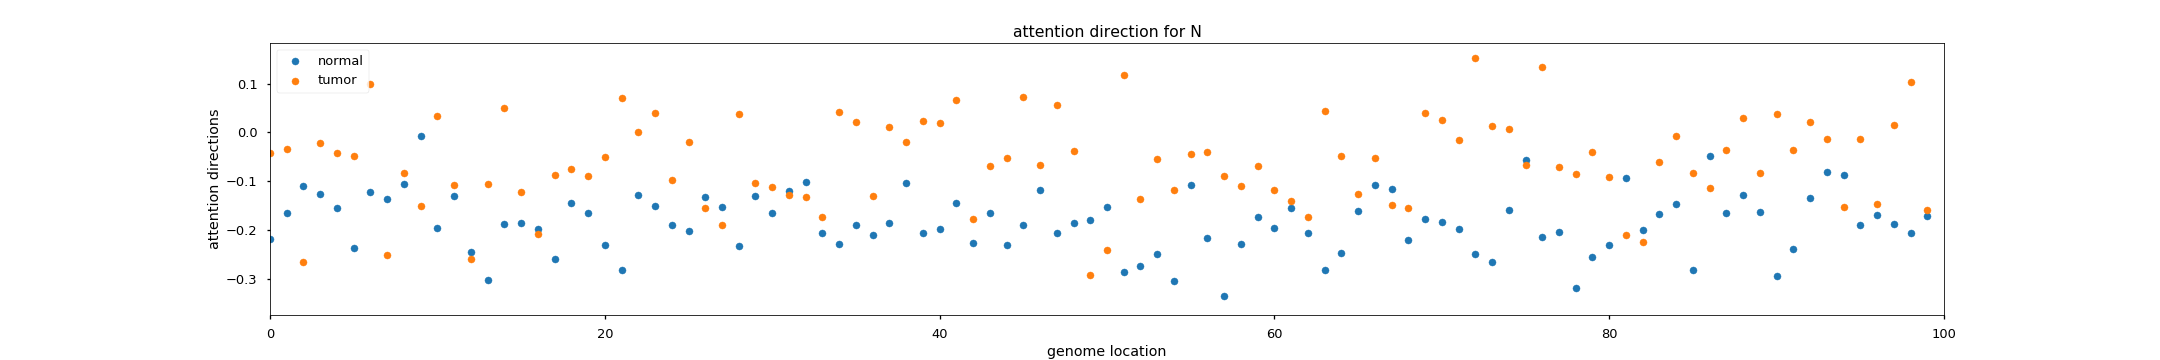 attention direction for N
normal
tumor
attention directions
0.1
0.0
−0.1
−0.2
−0.3
0
20
40
60
80
100
genome location